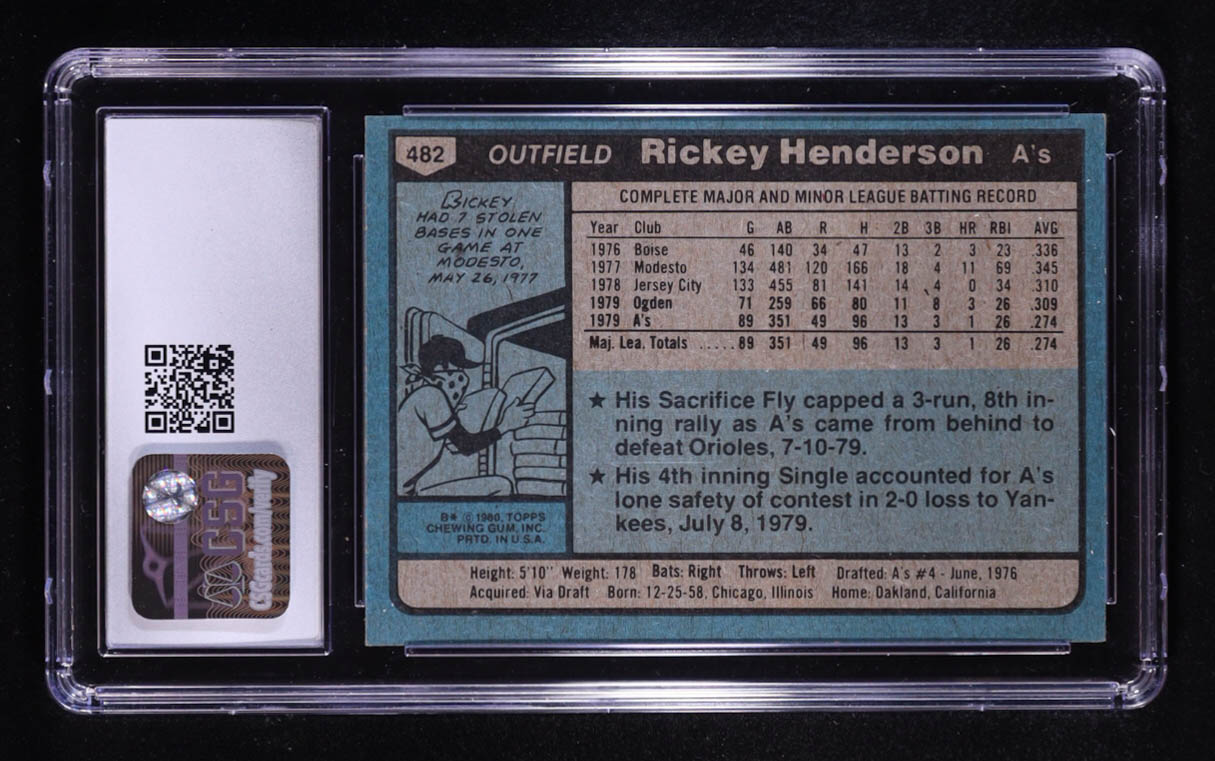 482 OUTFIELD Rickey Henderson A's
RICKEY
HAD 7 STOLEN
BASES IN ONE
GAME AT
MODESTO,
MAY 26, 1977
COMPLETE MAJOR AND MINOR LEAGUE BATTING RECORD
Year Club G AB R H 2B 3B HR RBI AVG
1976 Boise 46 140 34 47 13 2 3 23 .336
1977 Modesto 134 481 120 166 18 4 11 69 .345
1978 Jersey City 133 455 81 141 14 4 0 34 .310
1979 Ogden 71 259 66 80 11 8 3 26 .309
1979 A's 89 351 49 96 13 3 1 26 .274
Maj. Lea. Totals .....89 351 49 96 13 3 1 26 .274
★ His Sacrifice Fly capped a 3-run, 8th in-
ning rally as A's came from behind to
defeat Orioles, 7-10-79.
★ His 4th inning Single accounted for A's
lone safety of contest in 2-0 loss to Yan-
kees, July 8, 1979.
B* © 1980, TOPPS
CHEWING GUM, INC.
PRTD. IN U.S.A.
Height: 5'10" Weight: 178 Bats: Right Throws: Left Drafted: A's #4 - June, 1976
Acquired: Via Draft Born: 12-25-58, Chicago, Illinois Home: Oakland, California
CSG
CSGcards.com/verify